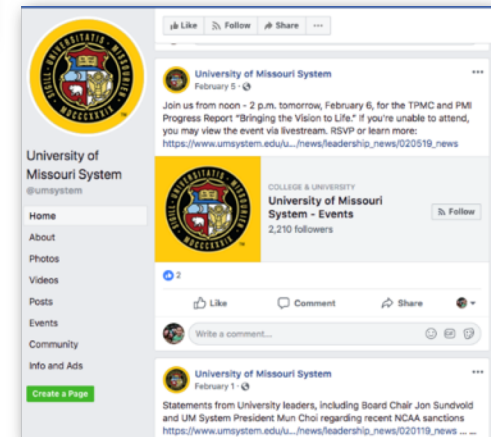 Like Follow Share ...
SIGILL · UNIVERSITATIS · MISSOURIEN
MDCCCXXXIX
University of
Missouri System
@umsystem
Home
About
Photos
Videos
Posts
Events
Community
Info and Ads
Create a Page
University of Missouri System
February 5 ·
Join us from noon - 2 p.m. tomorrow, February 6, for the TPMC and PMI
Progress Report "Bringing the Vision to Life." If you're unable to attend,
you may view the event via livestream. RSVP or learn more:
https://www.umsystem.edu/u.../news/leadership_news/020519_news
COLLEGE & UNIVERSITY
University of Missouri
System - Events
2,210 followers
Follow
2
Like Comment Share
Write a comment...
GIF
University of Missouri System
February 1 ·
Statements from University leaders, including Board Chair Jon Sundvold
and UM System President Mun Choi regarding recent NCAA sanctions
https://www.umsystem.edu/u.../news/leadership_news/020119_news ... ...